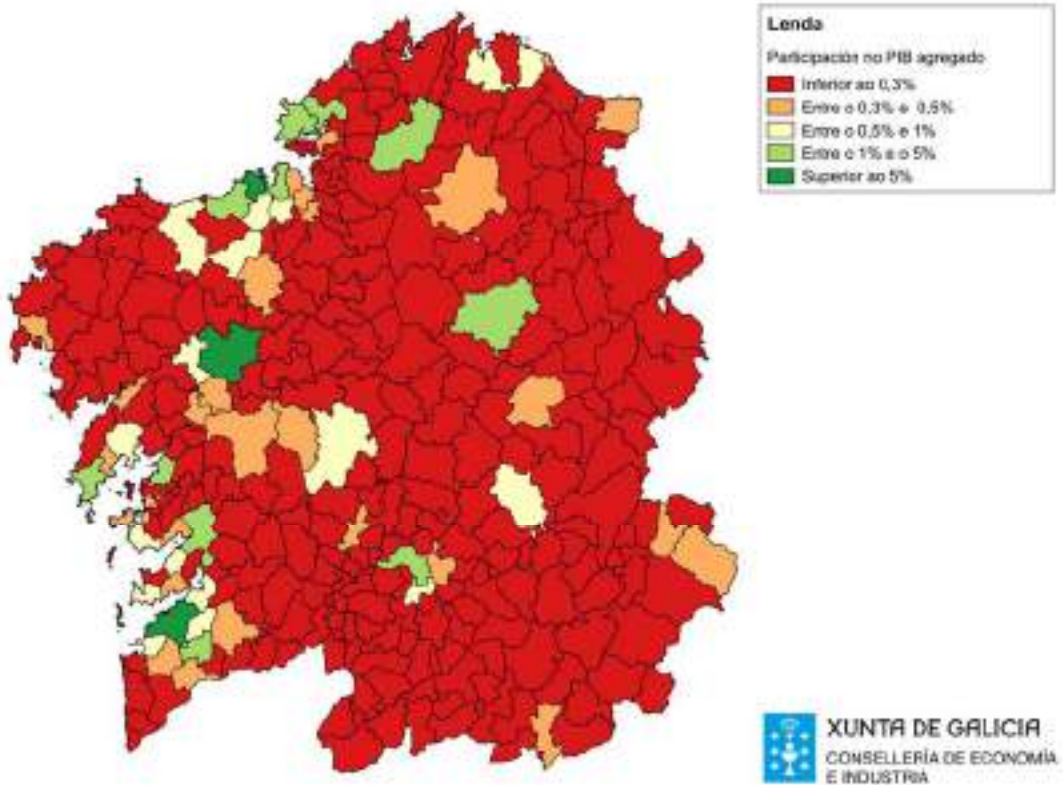 Lenda
Participación no PIB agregado
Inferior ao 0,3%
Entre o 0,3% e 0,5%
Entre o 0,5% e 1%
Entre o 1% e o 5%
Superior ao 5%
XUNTA DE GALICIA
CONSELLERÍA DE ECONOMÍA
E INDUSTRIA